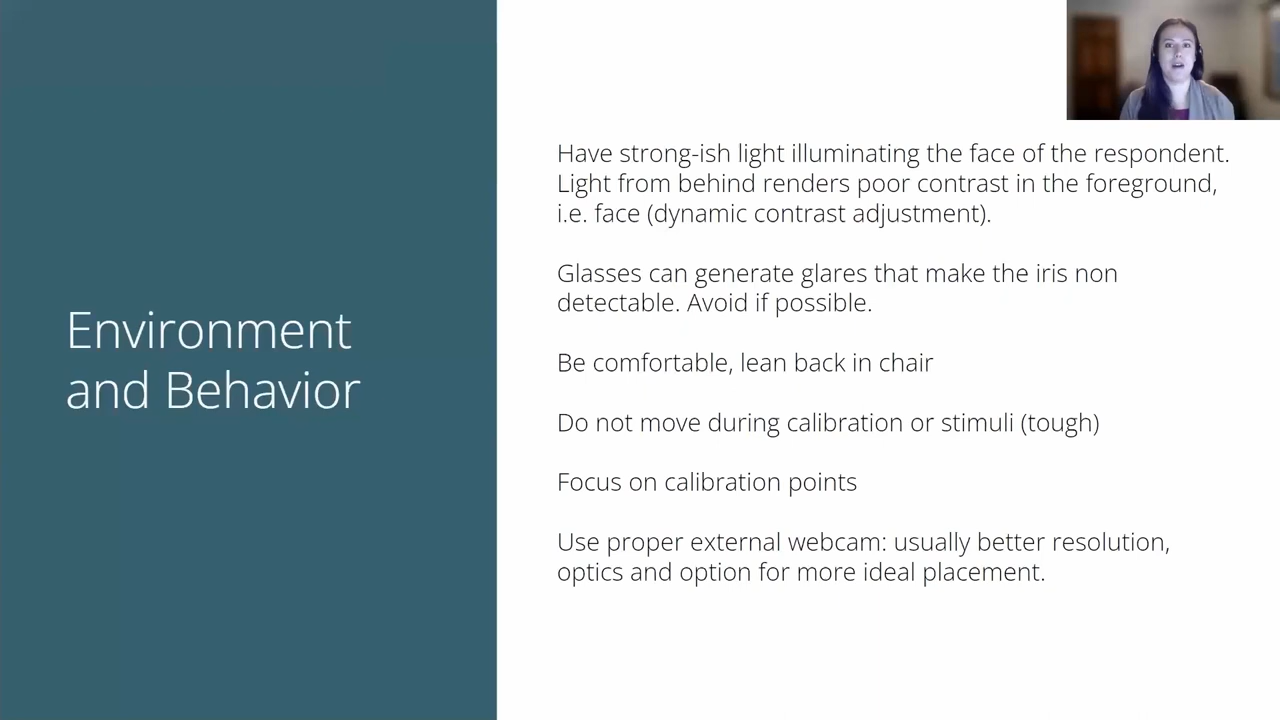 Environment
and Behavior
Have strong-ish light illuminating the face of the respondent.
Light from behind renders poor contrast in the foreground,
i.e. face (dynamic contrast adjustment).
Glasses can generate glares that make the iris non
detectable. Avoid if possible.
Be comfortable, lean back in chair
Do not move during calibration or stimuli (tough)
Focus on calibration points
Use proper external webcam: usually better resolution,
optics and option for more ideal placement.